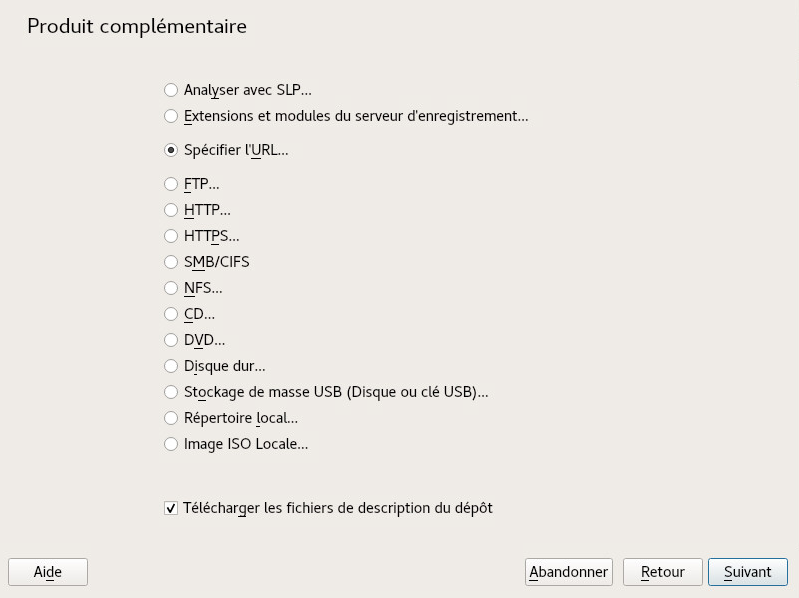 Produit complémentaire
Analyser avec SLP...
Extensions et modules du serveur d'enregistrement...
Spécifier l'URL...
FTP...
HTTP...
HTTPS...
SMB/CIFS
NFS...
CD...
DVD...
Disque dur...
Stockage de masse USB (Disque ou clé USB)...
Répertoire local...
Image ISO Locale...
Télécharger les fichiers de description du dépôt
Aide Abandonner Retour Suivant